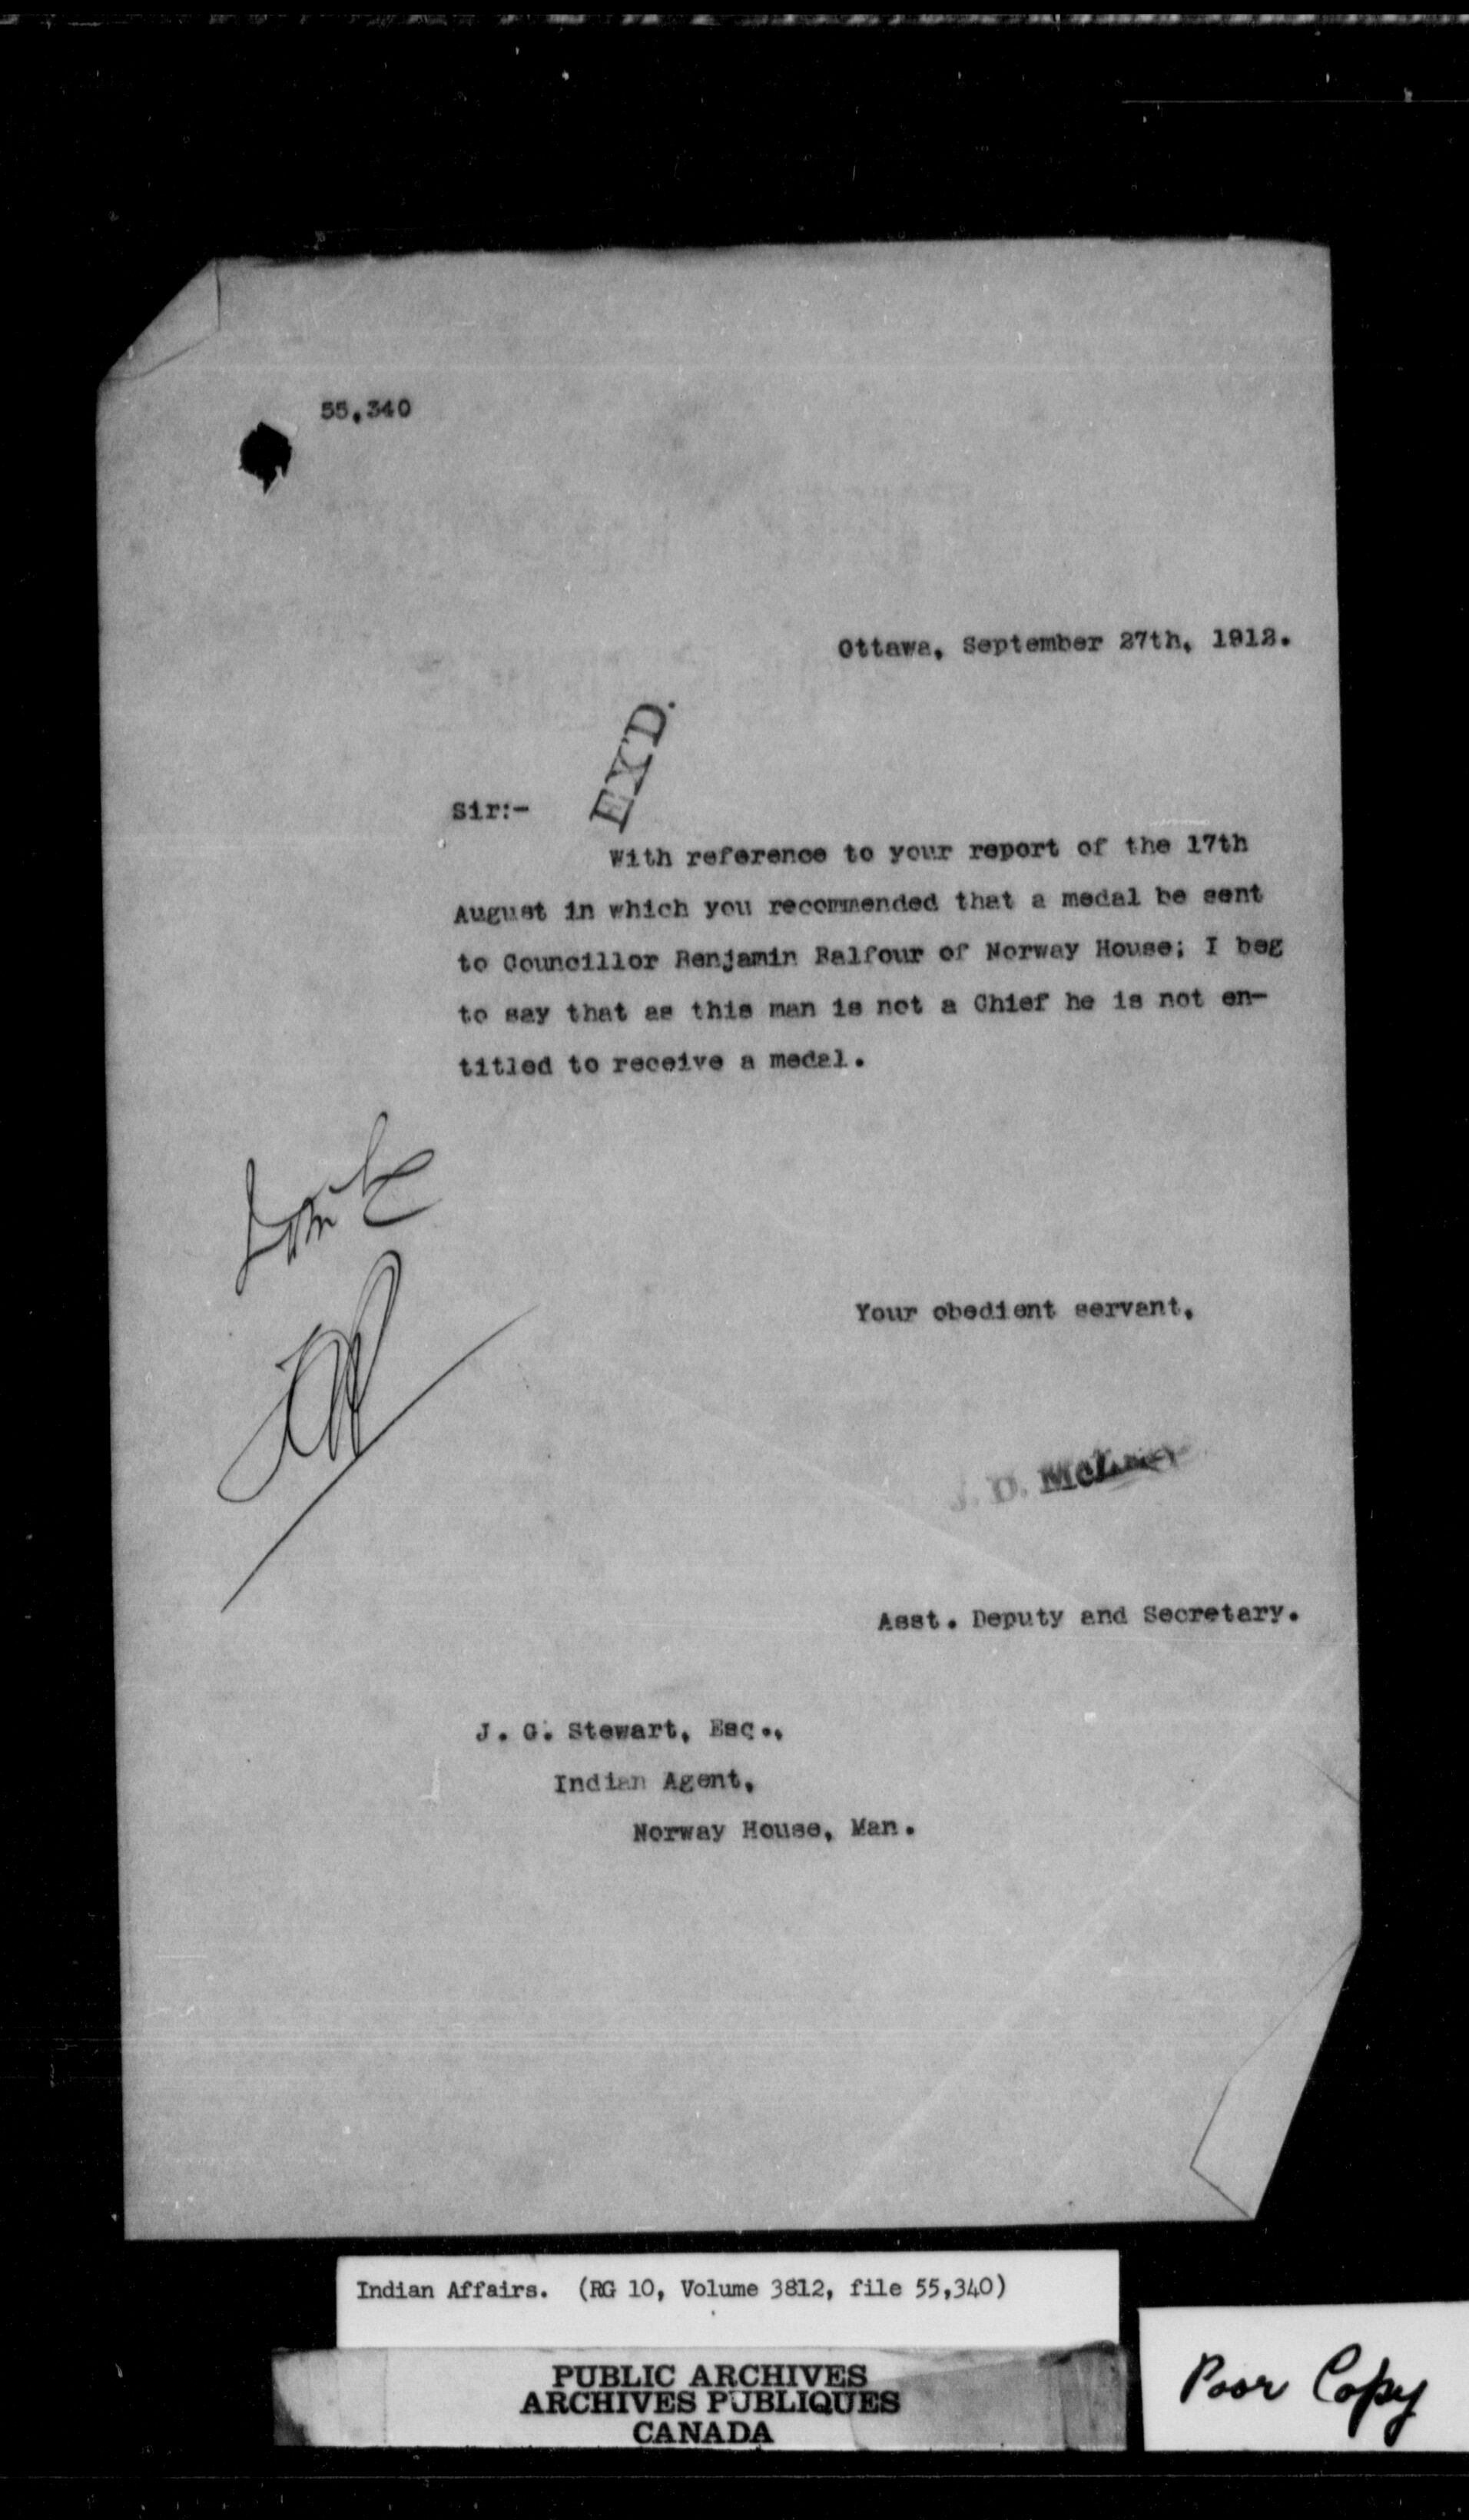 55,340
Ottawa, September 27th, 1912.
EX'D.
Sir:-
With reference to your report of the 17th
August in which you recommended that a medal be sent
to Councillor Benjamin Balfour of Norway House; I beg
to say that as this man is not a Chief he is not en-
titled to receive a medal.
Your obedient servant,
J. D. McLean
Asst. Deputy and Secretary.
J. G. Stewart, Esq.,
Indian Agent,
Norway House, Man.
Indian Affairs. (RG 10, Volume 3812, file 55,340)
PUBLIC ARCHIVES
ARCHIVES PUBLIQUES
CANADA
Poor Copy